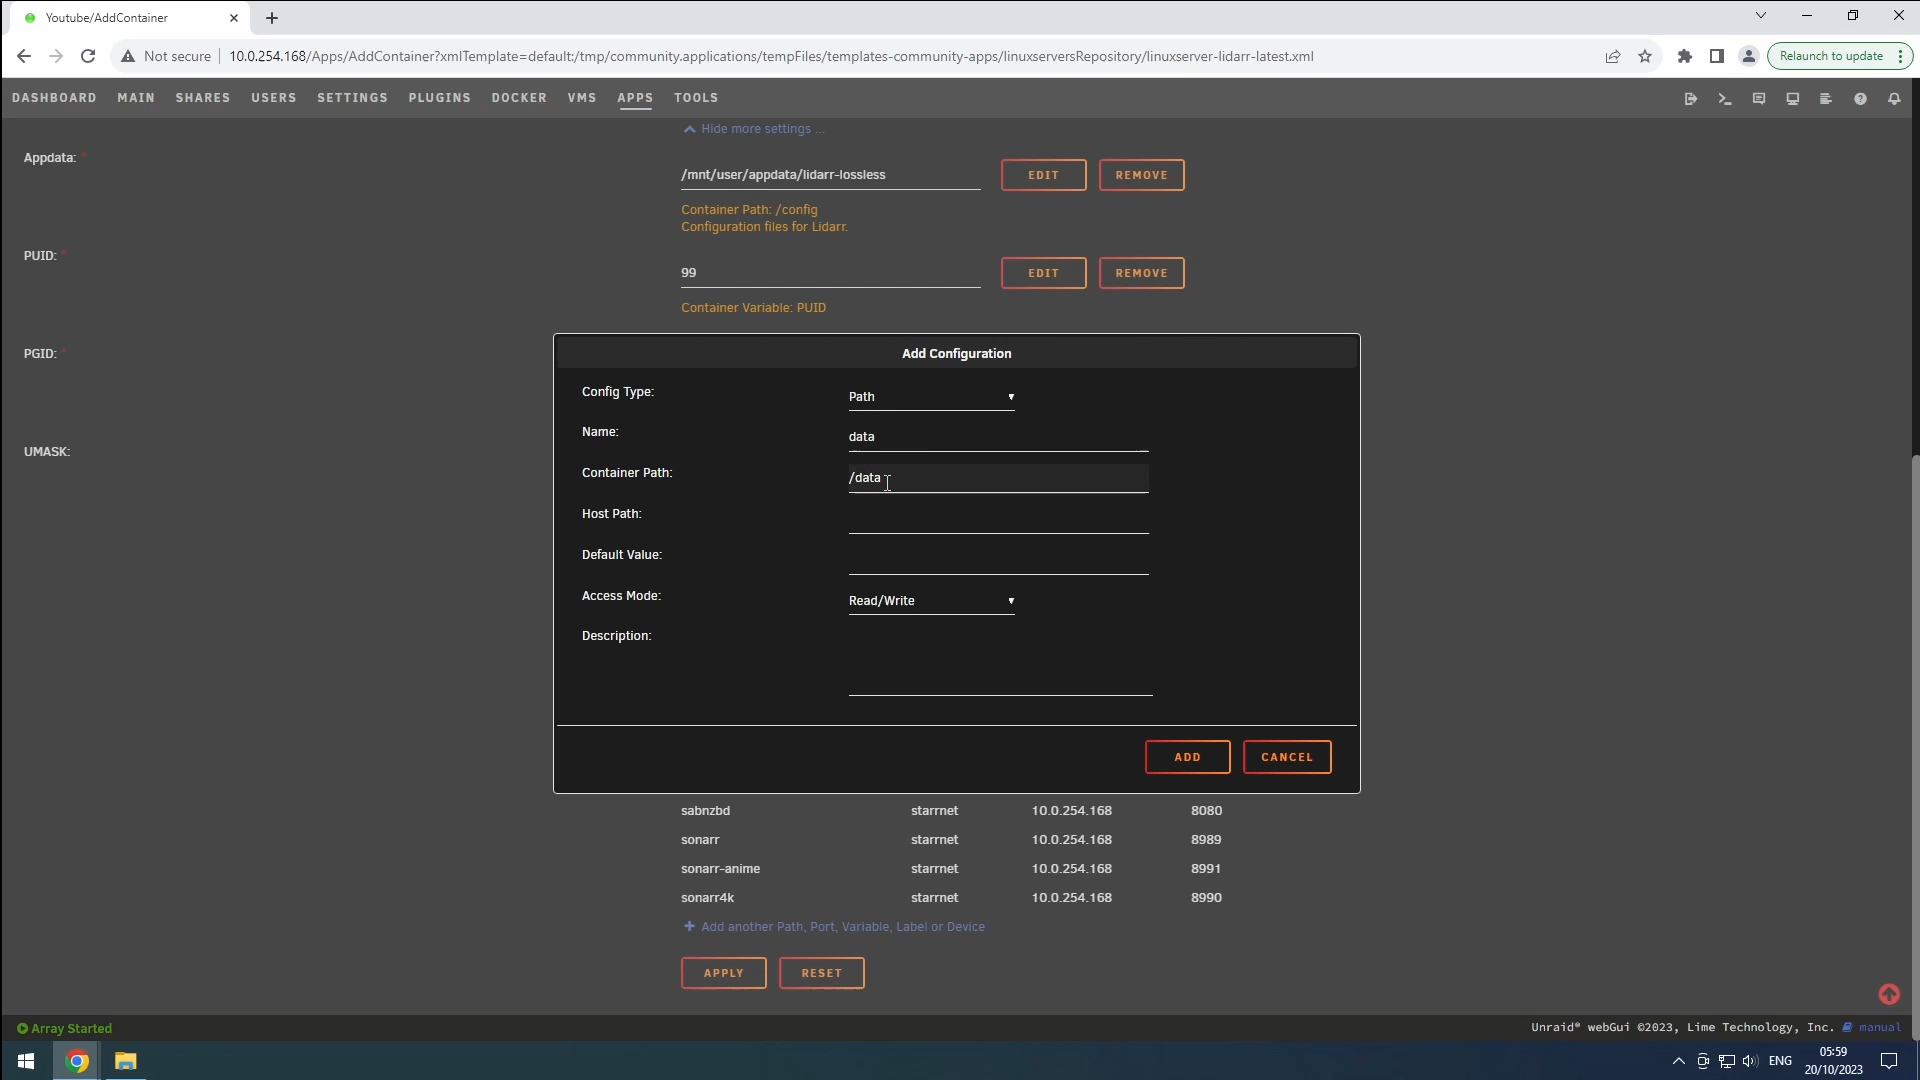 Youtube/AddContainer
Not secure
10.0.254.168/Apps/AddContainer?xmlTemplate=default:/tmp/community.applications/tempFiles/templates-community-apps/linuxserversRepository/linuxserver-lidarr-latest.xml
Relaunch to update
DASHBOARD MAIN SHARES USERS SETTINGS PLUGINS DOCKER VMS APPS TOOLS
Hide more settings ...
Appdata: *
/mnt/user/appdata/lidarr-lossless
EDIT
REMOVE
Container Path: /config
Configuration files for Lidarr.
PUID: *
99
EDIT
REMOVE
Container Variable: PUID
PGID: *
UMASK:
Add Configuration
Config Type:
Path
Name:
data
Container Path:
/data
Host Path:
Default Value:
Access Mode:
Read/Write
Description:
ADD
CANCEL
sabnzbd starrnet 10.0.254.168 8080
sonarr starrnet 10.0.254.168 8989
sonarr-anime starrnet 10.0.254.168 8991
sonarr4k starrnet 10.0.254.168 8990
Add another Path, Port, Variable, Label or Device
APPLY
RESET
Array Started
Unraid® webGui ©2023, Lime Technology, Inc. manual
ENG
05:59
20/10/2023